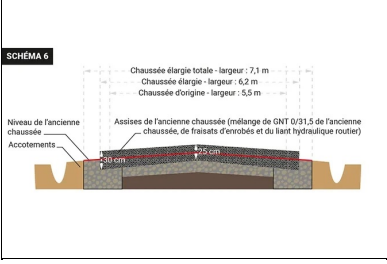 SCHÉMA 6
Chaussée élargie totale - largeur : 7,1 m
Chaussée élargie - largeur : 6,2 m
Chaussée d'origine - largeur : 5,5 m
Niveau de l'ancienne
chaussée
Accotements
Assises de l'ancienne chaussée (mélange de GNT 0/31,5 de l'ancienne
chaussée, de fraisats d'enrobés et du liant hydraulique routier)
25 cm
30 cm